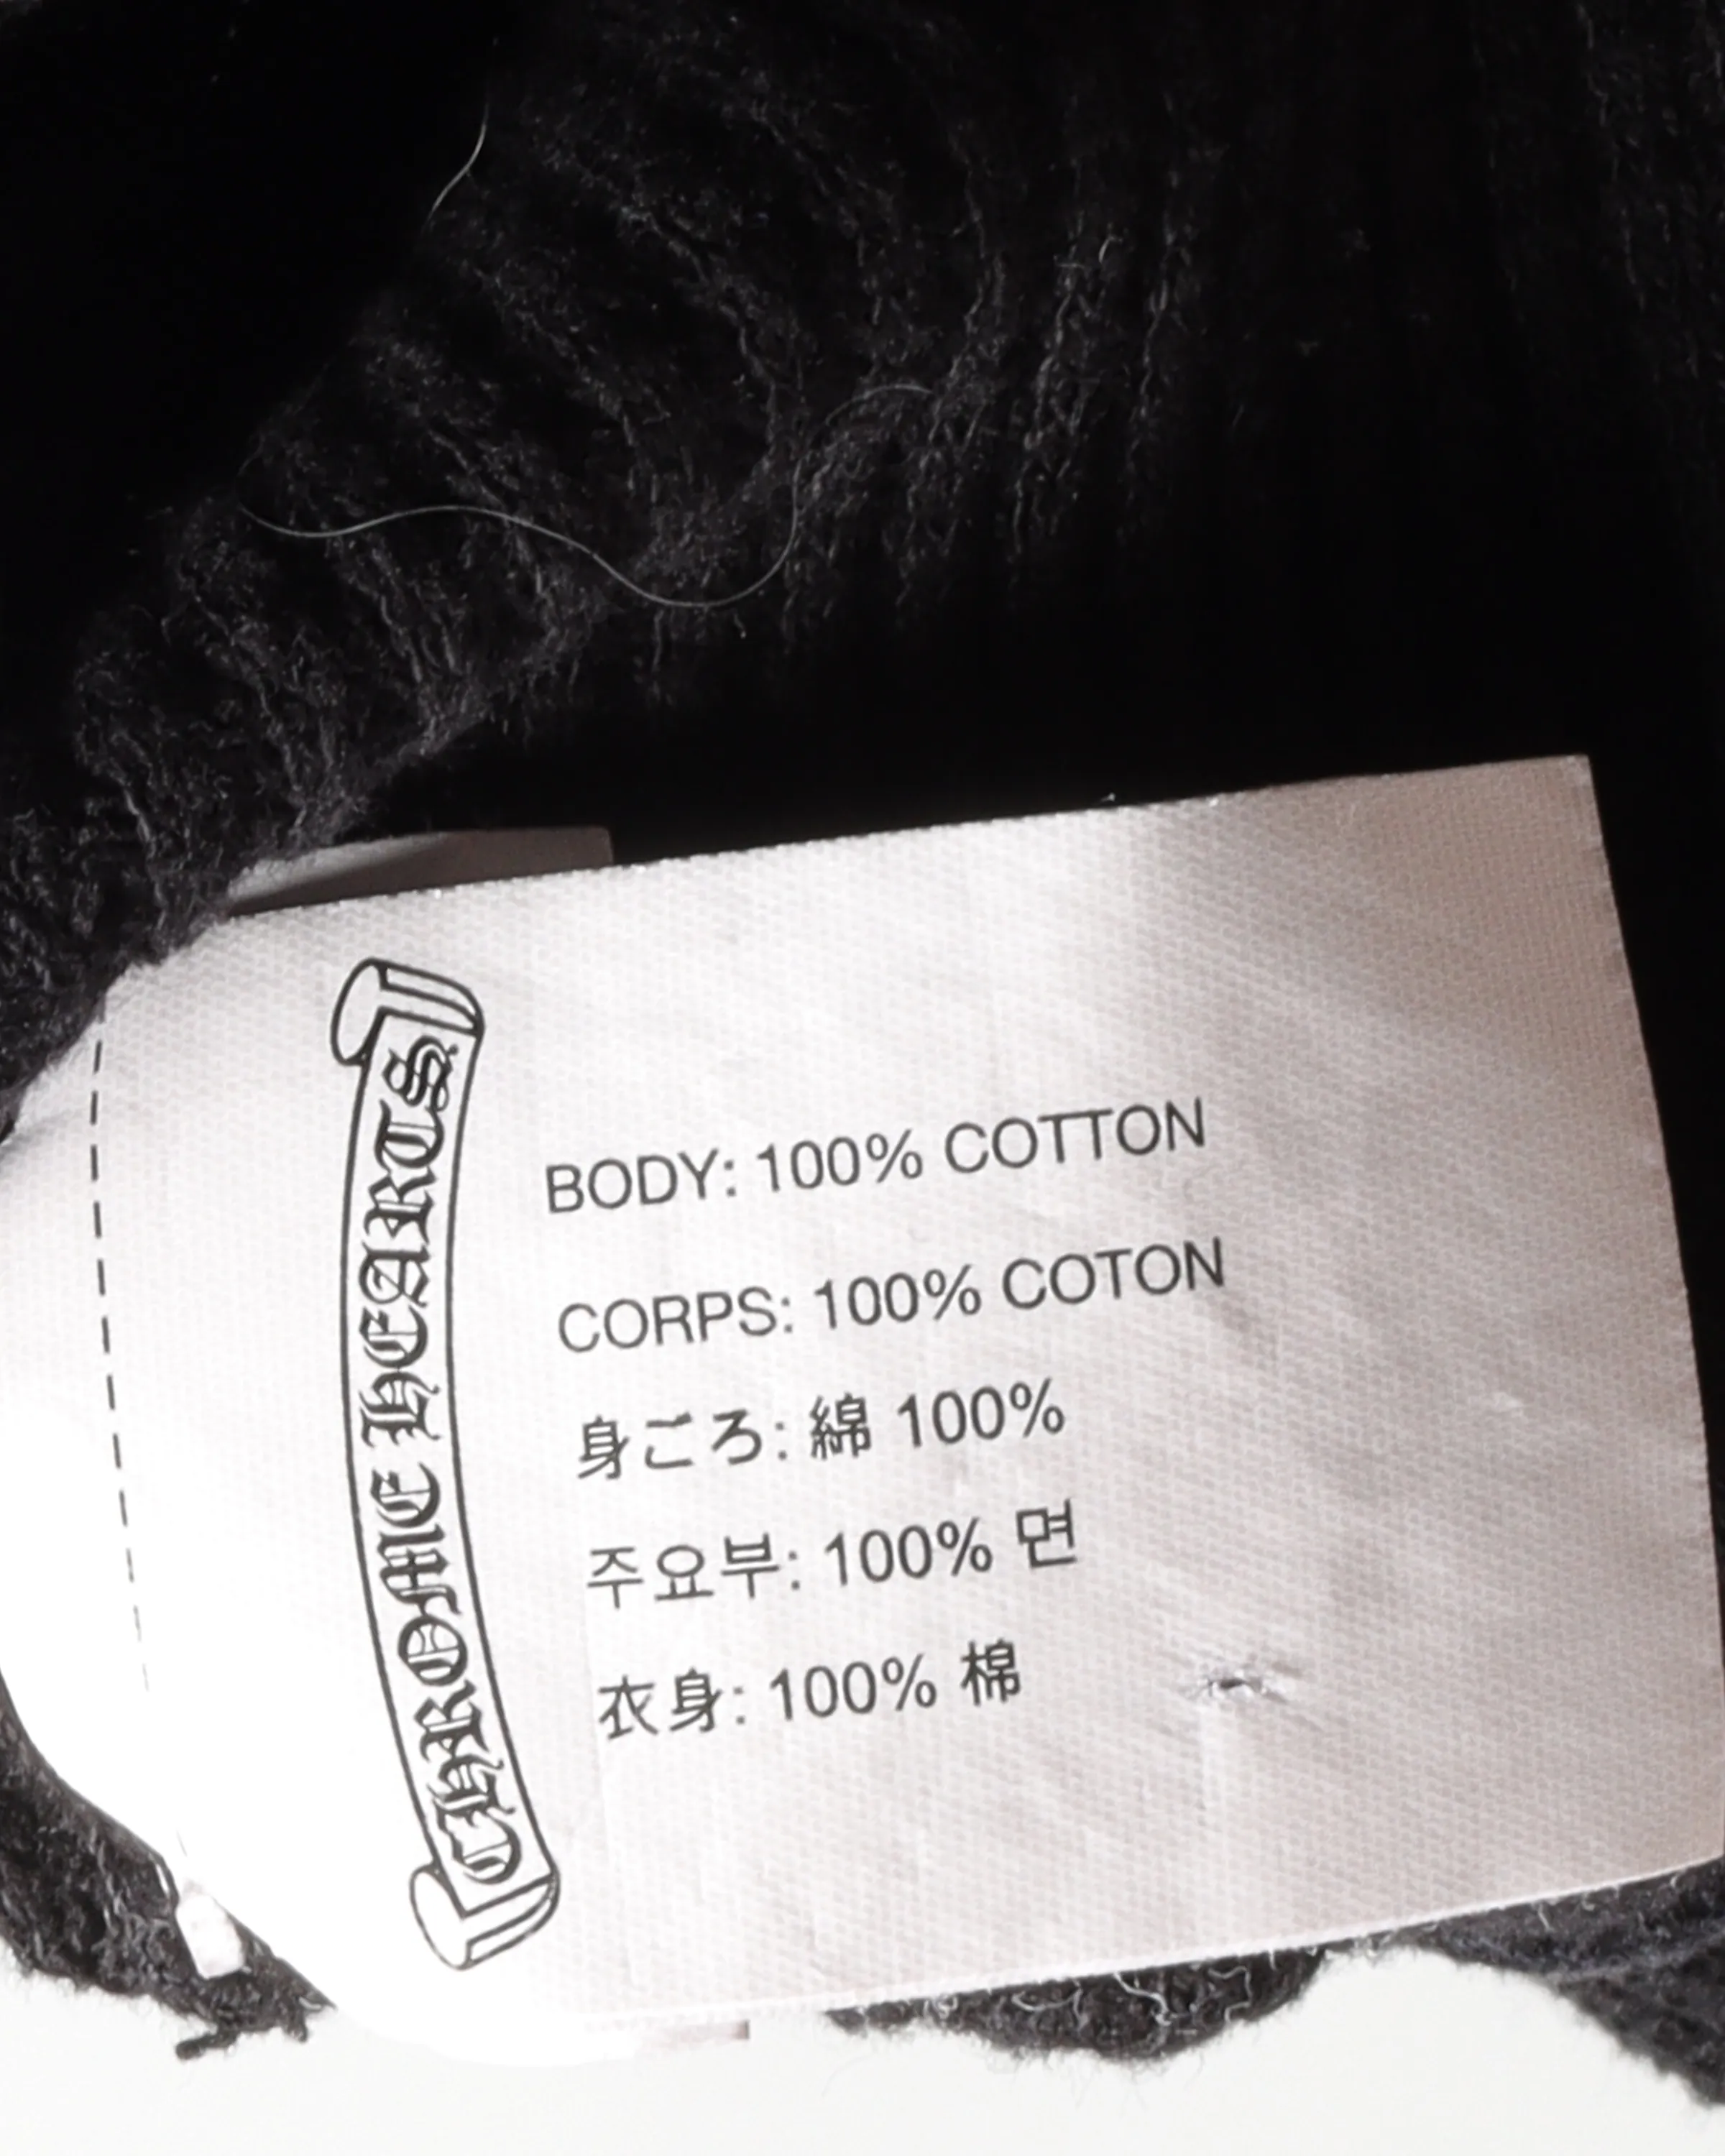 CHROME HEARTS
BODY: 100% COTTON
CORPS: 100% COTON
身ごろ: 綿 100%
주요부: 100% 면
衣身: 100% 棉